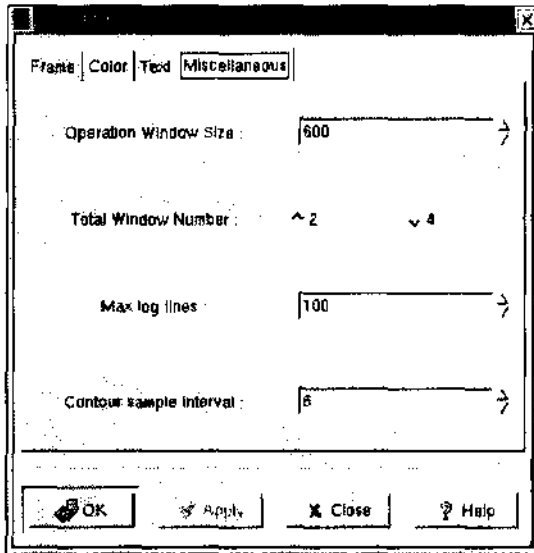 Frame Color Text Miscellaneous
Operation Window Size : 600
Total Window Number : 2 4
Max log lines : 100
Contour sample interval : 6
OK Apply Close Help